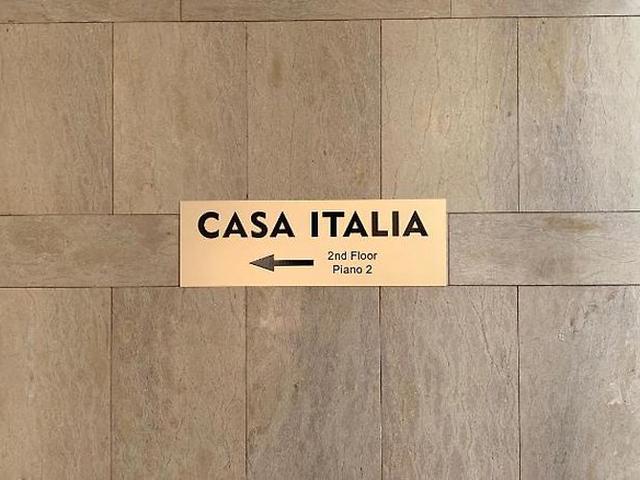 CASA ITALIA
2nd Floor
Piano 2